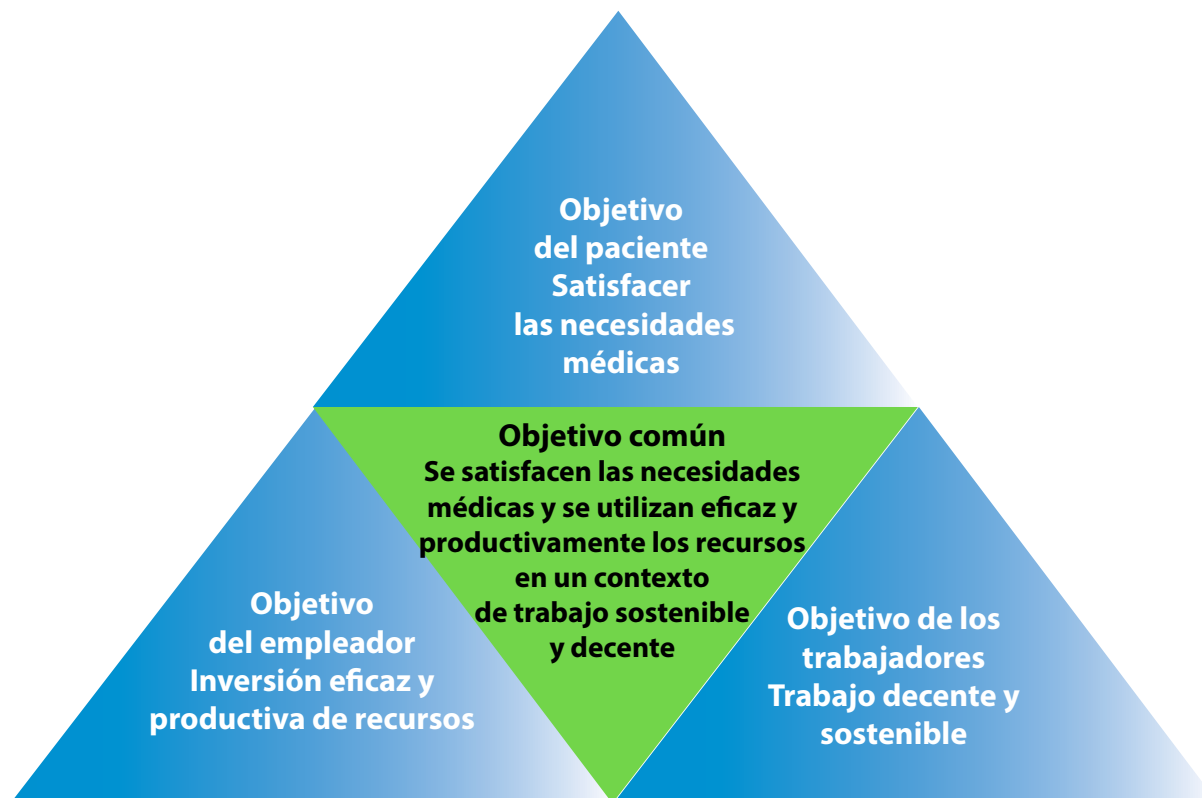 Objetivo
del paciente
Satisfacer
las necesidades
médicas
Objetivo común
Se satisfacen las necesidades
médicas y se utilizan eficaz y
productivamente los recursos
en un contexto
de trabajo sostenible
y decente
Objetivo
del empleador
Inversión eficaz y
productiva de recursos
Objetivo de los
trabajadores
Trabajo decente y
sostenible